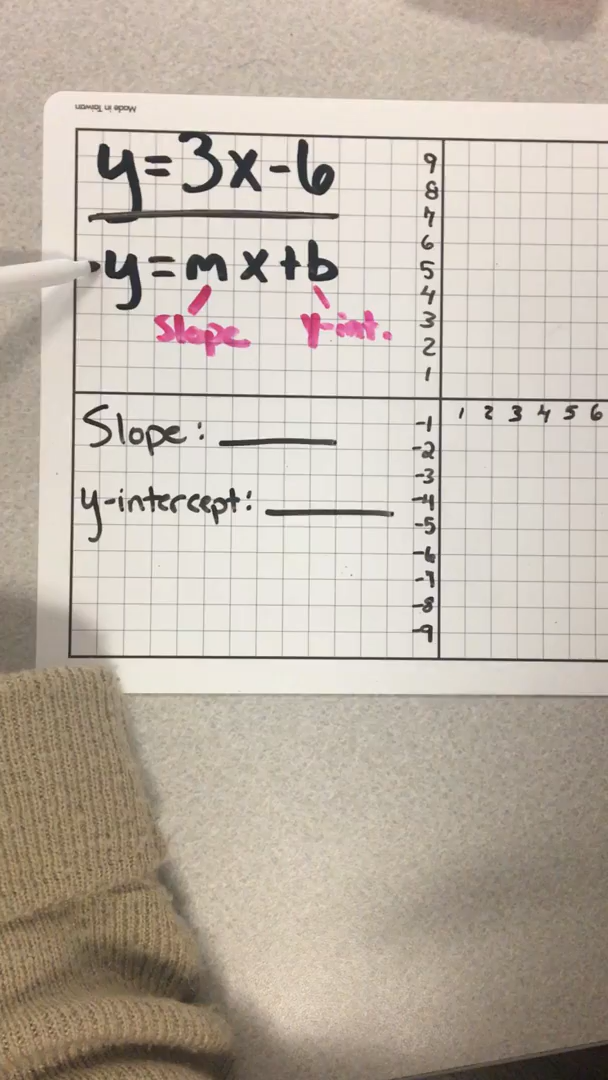 Made in Taiwan
y=3x-6
y=mx+b
Slope y-int.
Slope:
y-intercept:
9
8
7
6
5
4
3
2
1
1 2 3 4 5 6
-1
-2
-3
-4
-5
-6
-7
-8
-9